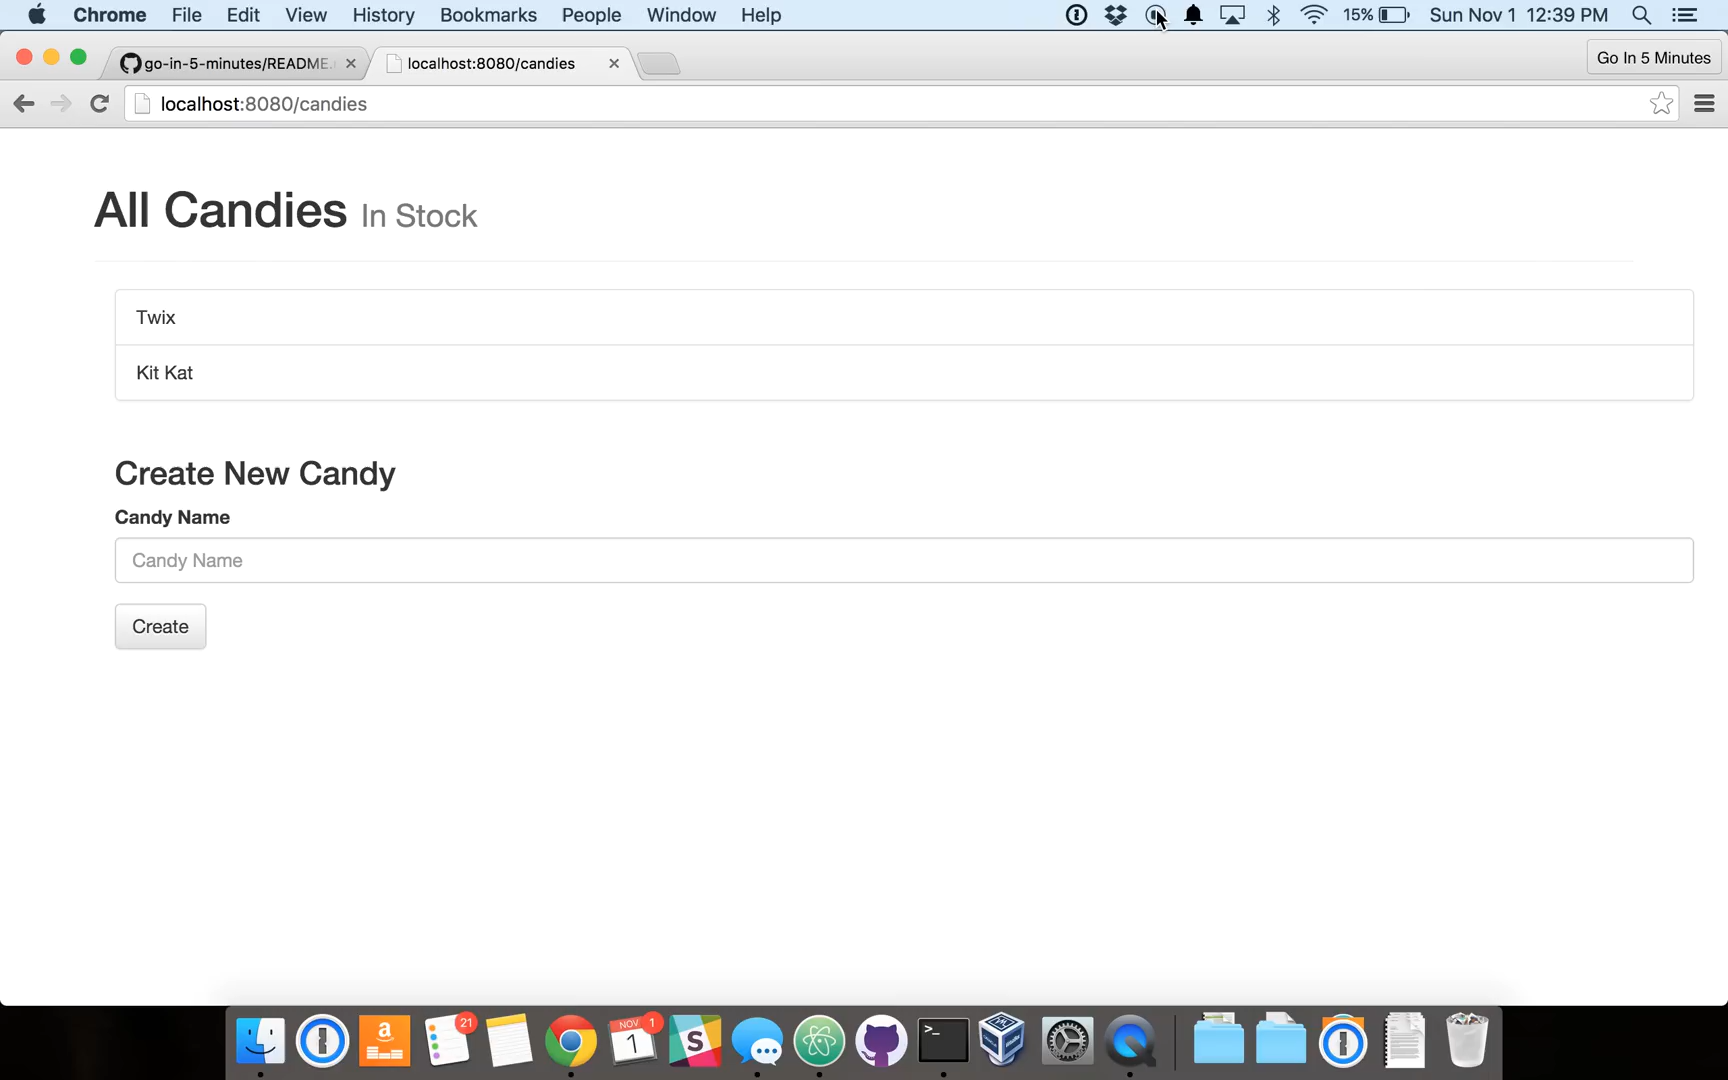 Chrome File Edit View History Bookmarks People Window Help 15% Sun Nov 1 12:39 PM
go-in-5-minutes/README. localhost:8080/candies Go In 5 Minutes
localhost:8080/candies
All Candies In Stock
Twix
Kit Kat
Create New Candy
Candy Name
Candy Name
Create
21
NOV 1
1
a
S
>_